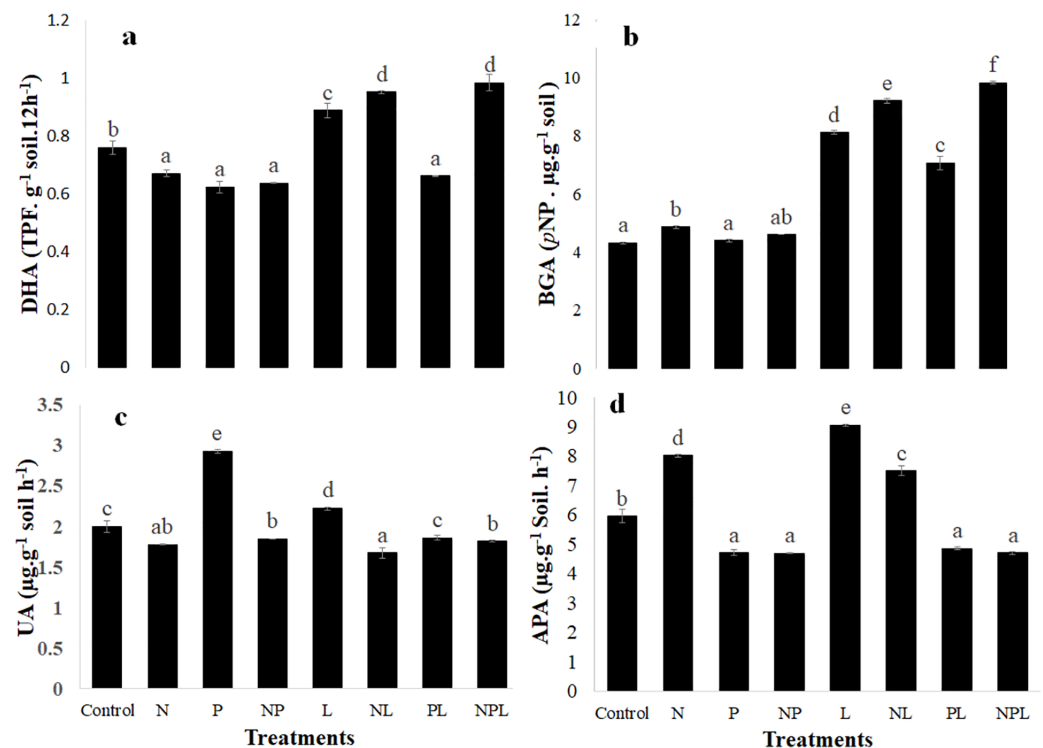 a
DHA (TPF. g-1 soil.12h-1)
1.2
1
0.8
0.6
0.4
0.2
0
b
a
a
a
c
d
a
d
b
BGA (pNP . µg.g-1 soil )
12
10
8
6
4
2
0
a
b
a
ab
d
e
c
f
c
UA (µg.g-1 soil h-1)
3.5
3
2.5
2
1.5
1
0.5
0
c
ab
e
b
d
a
c
b
Control N P NP L NL PL NPL
Treatments
d
APA (µg.g-1 Soil. h-1)
10
9
8
7
6
5
4
3
2
1
0
b
d
a
a
e
c
a
a
Control N P NP L NL PL NPL
Treatments